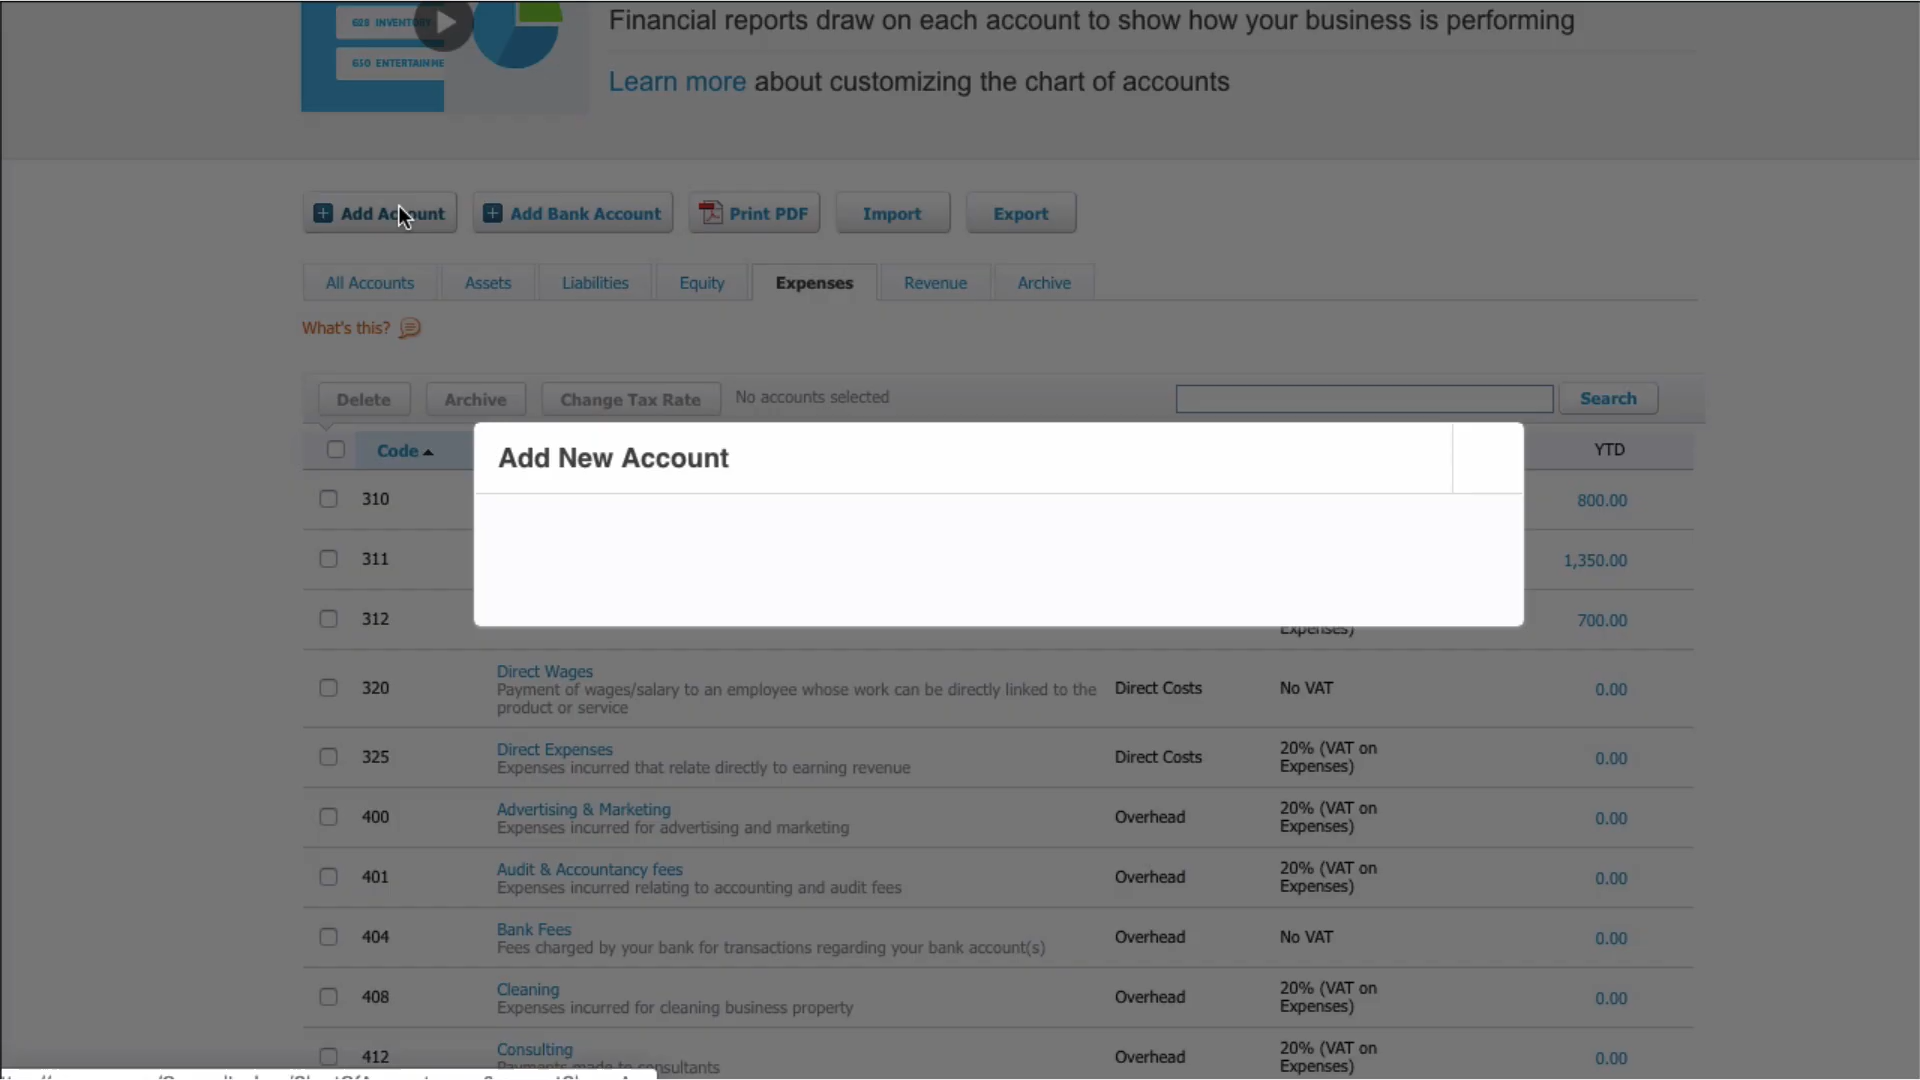 628 INVENTORY
Financial reports draw on each account to show how your business is performing
650 ENTERTAINME
Learn more about customizing the chart of accounts
Add Account
Add Bank Account
Print PDF
Import
Export
All Accounts
Assets
Liabilities
Equity
Expenses
Revenue
Archive
What's this?
Delete
Archive
Change Tax Rate
No accounts selected
Search
Code
YTD
Add New Account
310
800.00
311
1,350.00
312
Expenses)
700.00
320
Direct Wages
Payment of wages/salary to an employee whose work can be directly linked to the
product or service
Direct Costs
No VAT
0.00
325
Direct Expenses
Expenses incurred that relate directly to earning revenue
Direct Costs
20% (VAT on
Expenses)
0.00
400
Advertising & Marketing
Expenses incurred for advertising and marketing
Overhead
20% (VAT on
Expenses)
0.00
401
Audit & Accountancy fees
Expenses incurred relating to accounting and audit fees
Overhead
20% (VAT on
Expenses)
0.00
404
Bank Fees
Fees charged by your bank for transactions regarding your bank account(s)
Overhead
No VAT
0.00
408
Cleaning
Expenses incurred for cleaning business property
Overhead
20% (VAT on
Expenses)
0.00
412
Consulting
Payments made to consultants
Overhead
20% (VAT on
Expenses)
0.00